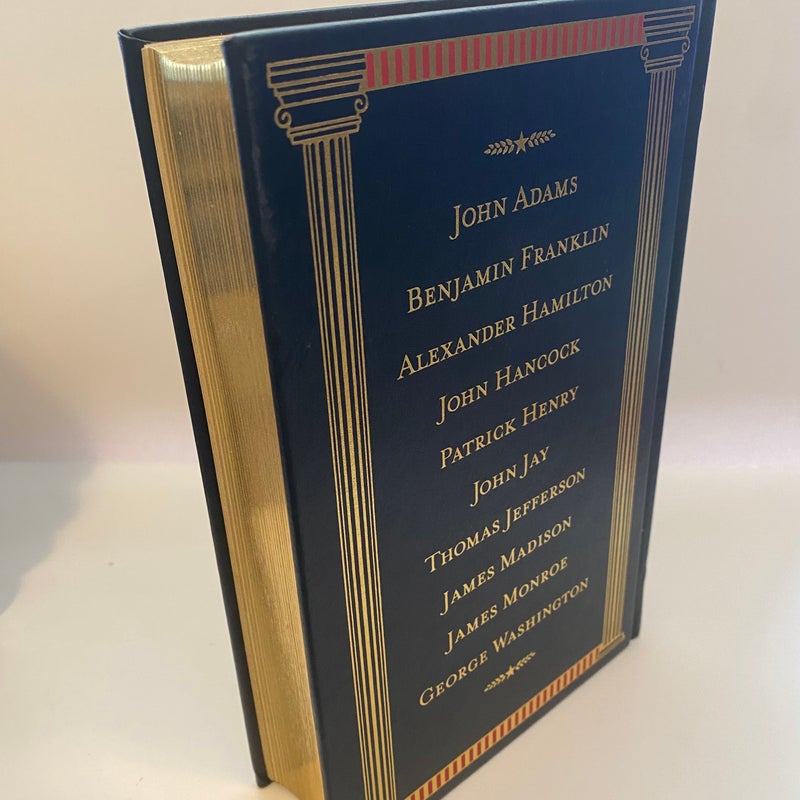 JOHN ADAMS
BENJAMIN FRANKLIN
ALEXANDER HAMILTON
JOHN HANCOCK
PATRICK HENRY
JOHN JAY
THOMAS JEFFERSON
JAMES MADISON
JAMES MONROE
GEORGE WASHINGTON